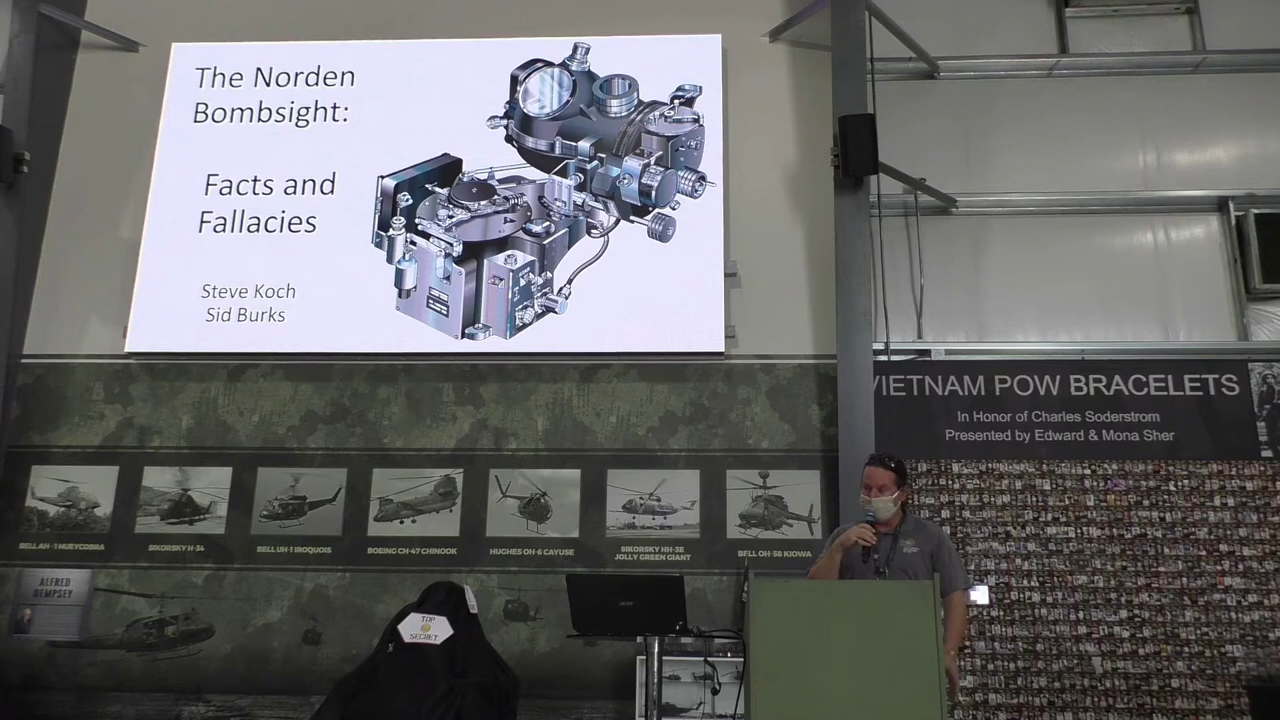 The Norden
Bombsight:
Facts and
Fallacies
Steve Koch
Sid Burks
VIETNAM POW BRACELETS
In Honor of Charles Soderstrom
Presented by Edward & Mona Sher
BELL AH-1 HUEYCOBRA
SIKORSKY H-34
BELL UH-1 IROQUOIS
BOEING CH-47 CHINOOK
HUGHES OH-6 CAYUSE
SIKORSKY HH-3E
JOLLY GREEN GIANT
BELL OH-58 KIOWA
ALFRED
DEMPSEY
TOP
SECRET
acer